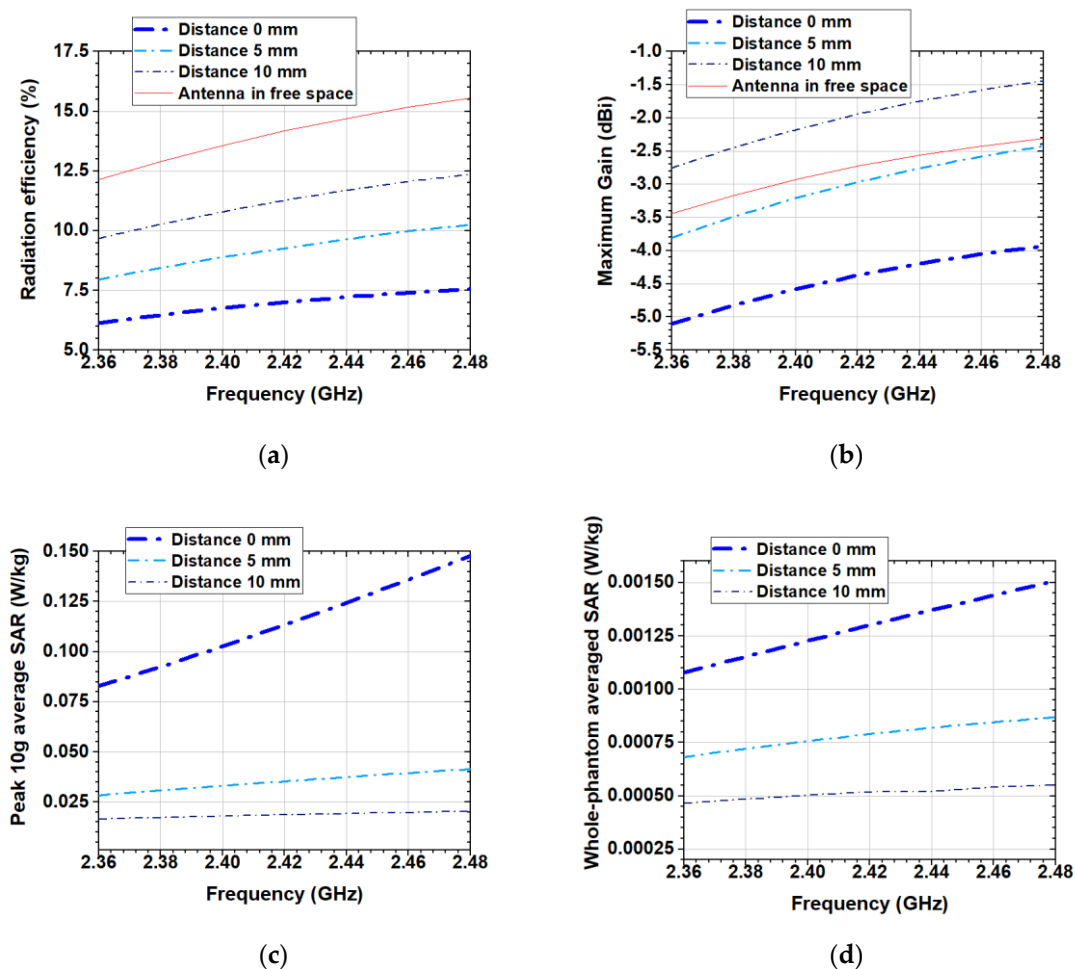 Distance 0 mm
Distance 5 mm
Distance 10 mm
Antenna in free space
17.5
15.0
12.5
10.0
7.5
5.0
Radiation efficiency (%)
2.36 2.38 2.40 2.42 2.44 2.46 2.48
Frequency (GHz)
(a)
Distance 0 mm
Distance 5 mm
Distance 10 mm
Antenna in free space
-1.0
-1.5
-2.0
-2.5
-3.0
-3.5
-4.0
-4.5
-5.0
-5.5
Maximum Gain (dBi)
2.36 2.38 2.40 2.42 2.44 2.46 2.48
Frequency (GHz)
(b)
Distance 0 mm
Distance 5 mm
Distance 10 mm
0.150
0.125
0.100
0.075
0.050
0.025
Peak 10g average SAR (W/kg)
2.36 2.38 2.40 2.42 2.44 2.46 2.48
Frequency (GHz)
(c)
Distance 0 mm
Distance 5 mm
Distance 10 mm
0.00150
0.00125
0.00100
0.00075
0.00050
0.00025
Whole-phantom averaged SAR (W/kg)
2.36 2.38 2.40 2.42 2.44 2.46 2.48
Frequency (GHz)
(d)